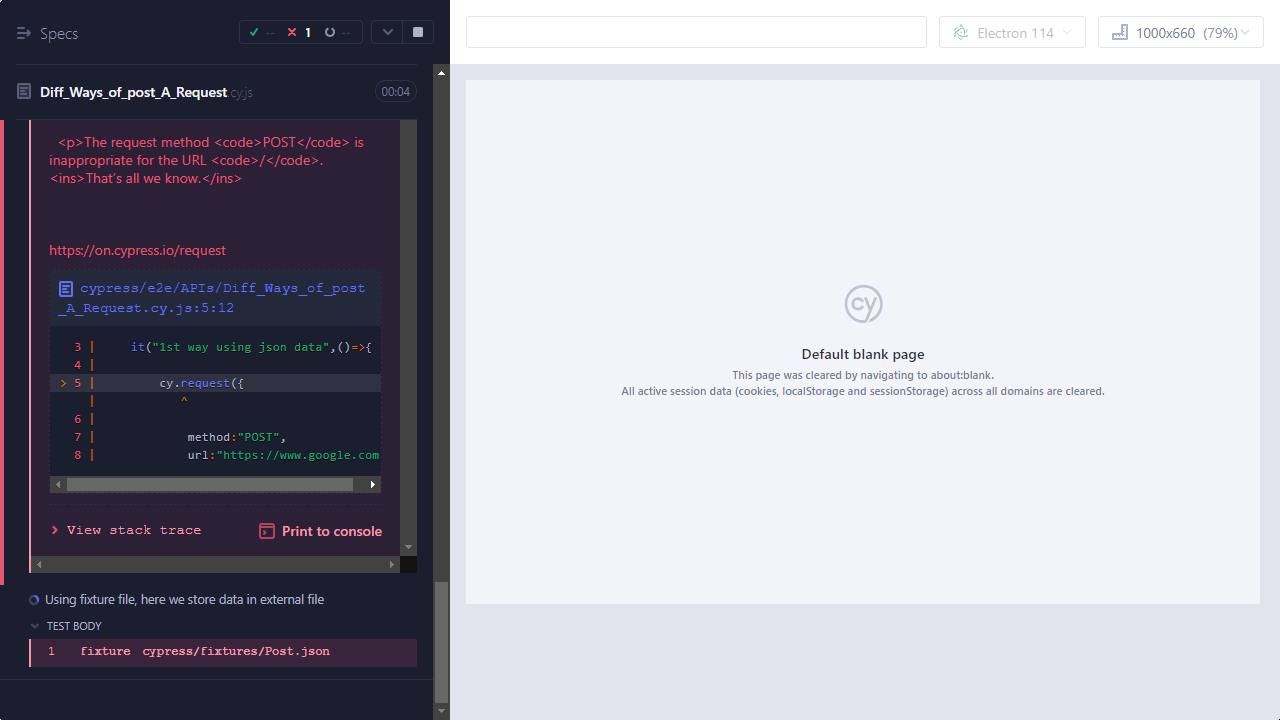 Specs
-- 1 --
Electron 114
1000x660 (79%)
Diff_Ways_of_post_A_Request.cy.js
00:04
<p>The request method <code>POST</code> is
inappropriate for the URL <code>/</code>.
<ins>That's all we know.</ins>
https://on.cypress.io/request
cypress/e2e/APIs/Diff_Ways_of_post
_A_Request.cy.js:5:12
3 | it("1st way using json data",()=>{
4 |
> 5 | cy.request({
| ^
6 |
7 | method:"POST",
8 | url:"https://www.google.com
View stack trace
Print to console
Using fixture file, here we store data in external file
TEST BODY
1 fixture cypress/fixtures/Post.json
cy
Default blank page
This page was cleared by navigating to about:blank.
All active session data (cookies, localStorage and sessionStorage) across all domains are cleared.